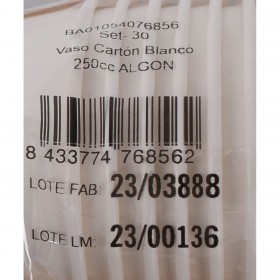 BA01054076856
Set- 30
Vaso Cartón Blanco
250cc ALGON
8 433774 768562
LOTE FAB: 23/03888
LOTE LM: 23/00136